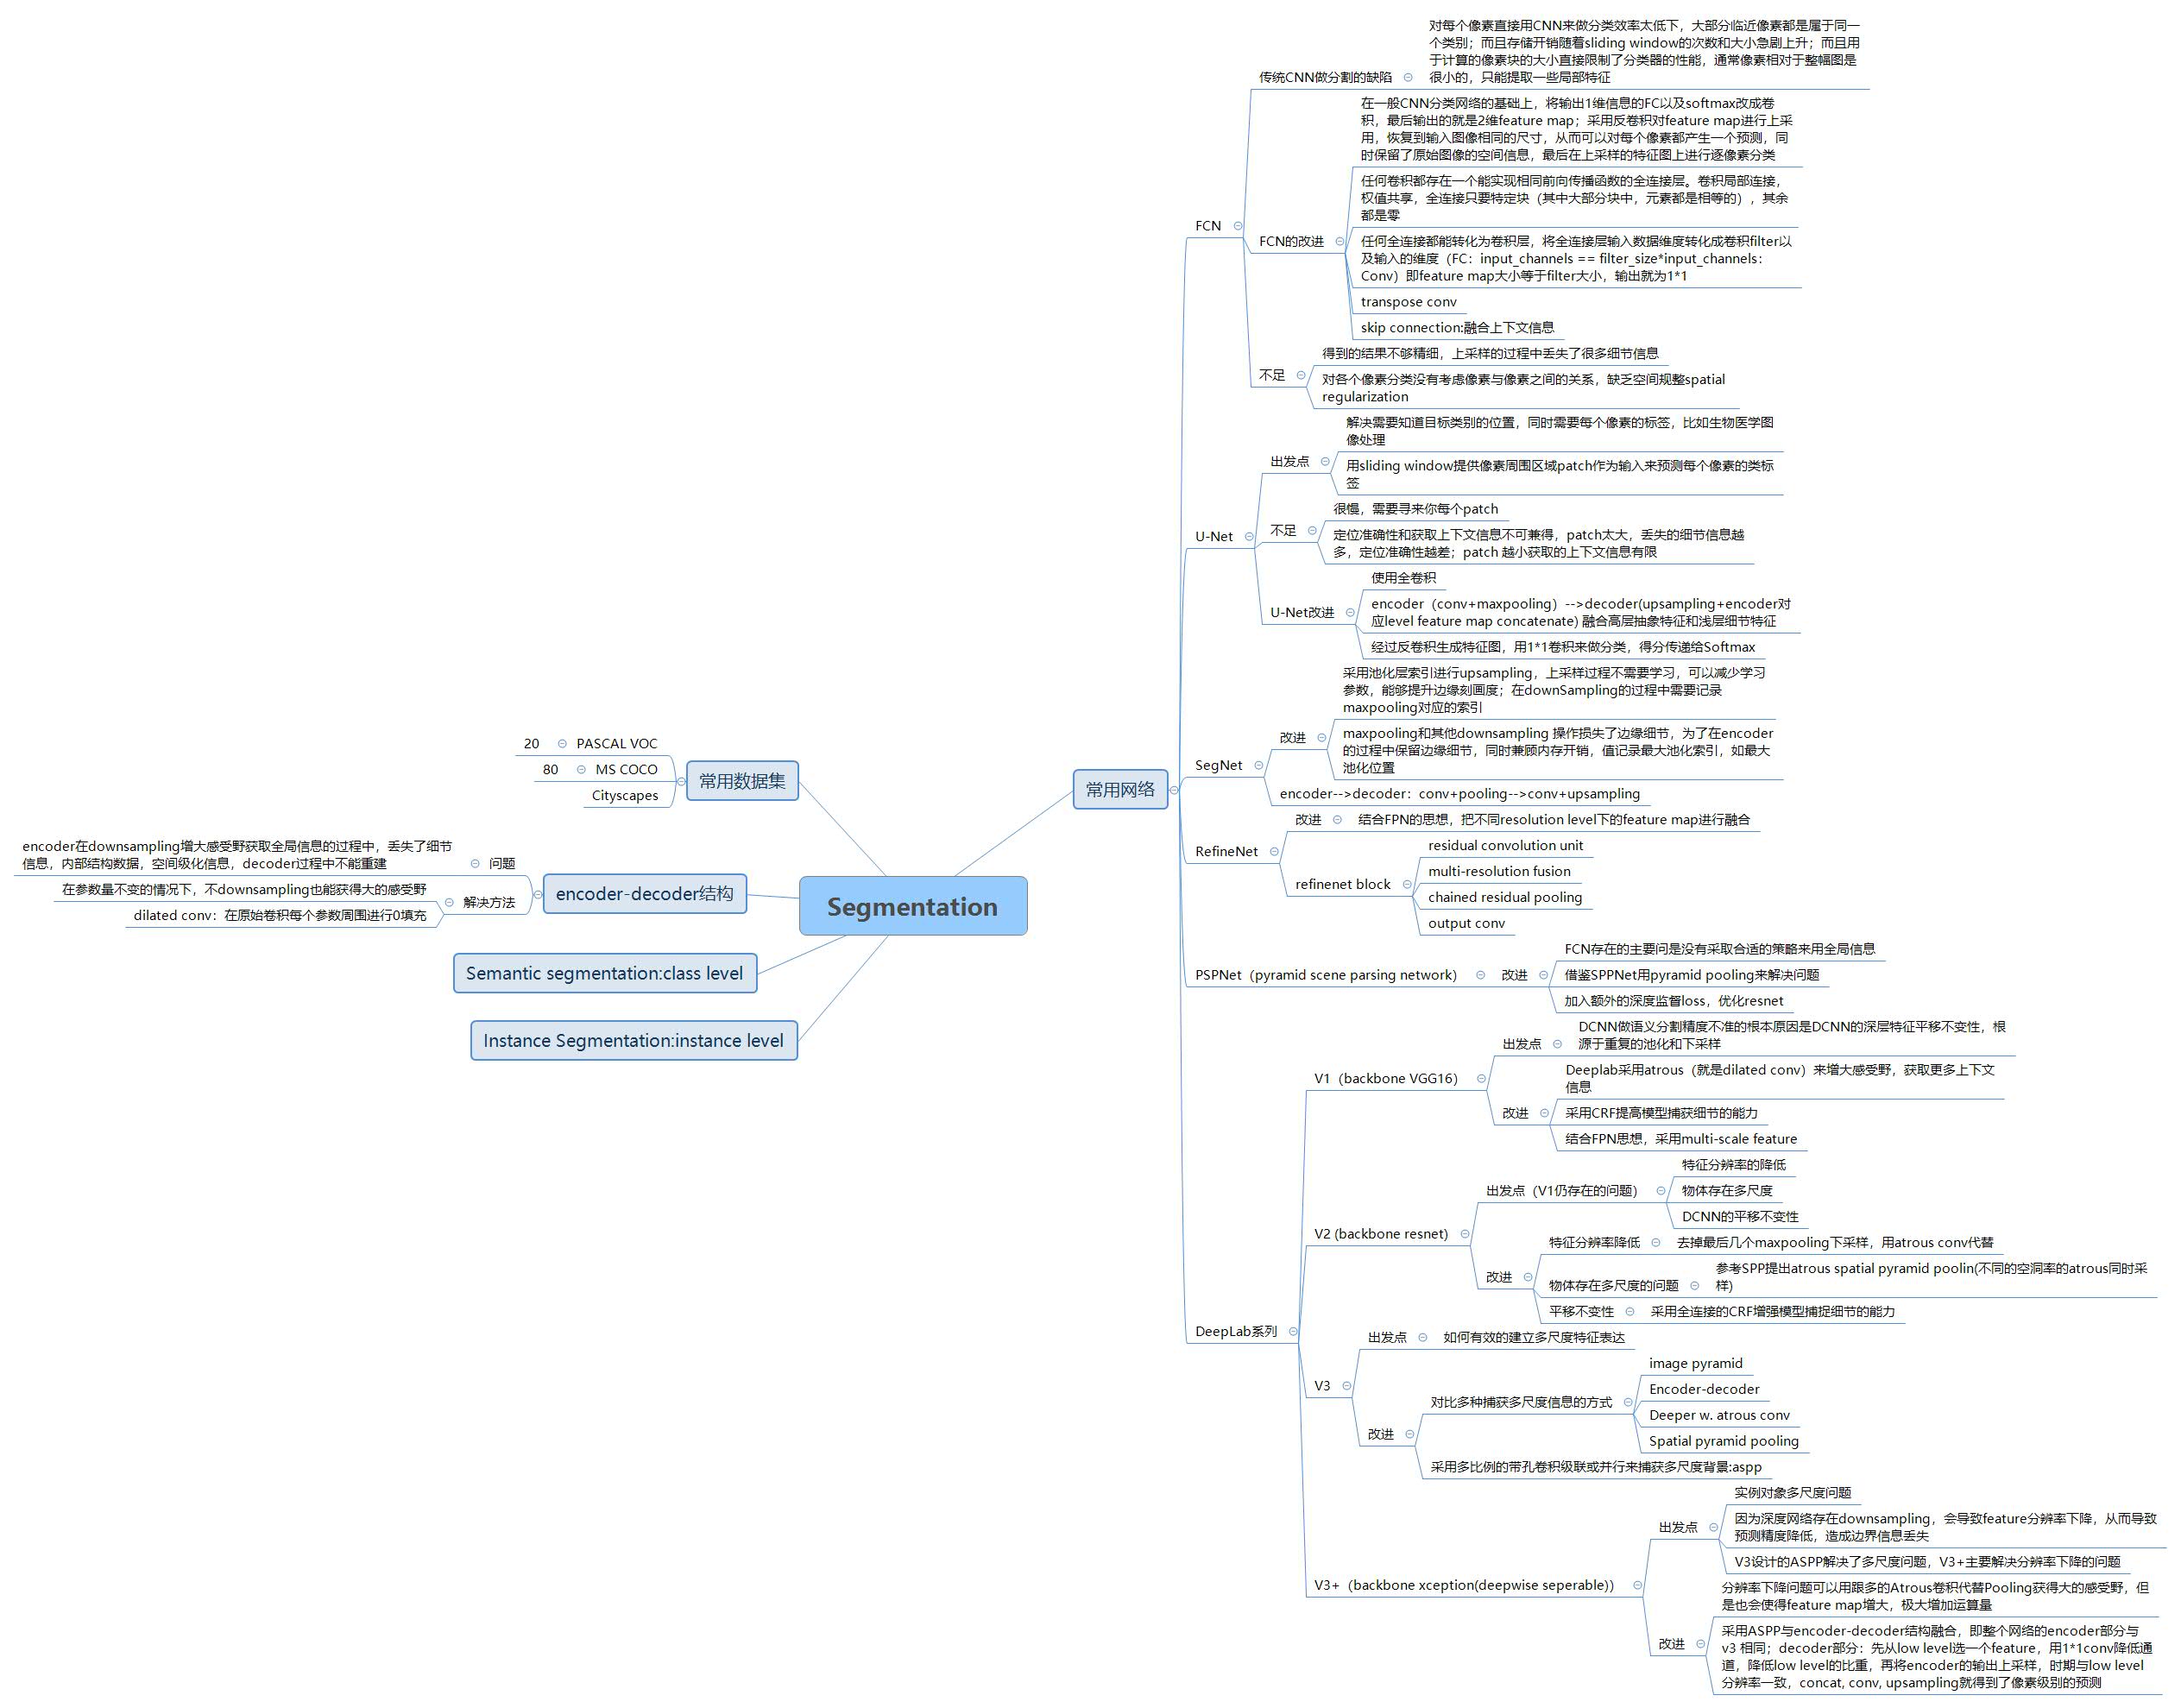 Segmentation
常用数据集
PASCAL VOC
20
MS COCO
80
Cityscapes
encoder-decoder结构
问题
encoder在downsampling增大感受野获取全局信息的过程中，丢失了细节
信息，内部结构数据，空间级化信息，decoder过程中不能重建
解决方法
在参数量不变的情况下，不downsampling也能获得大的感受野
dilated conv：在原始卷积每个参数周围进行0填充
Semantic segmentation:class level
Instance Segmentation:instance level
常用网络
FCN
传统CNN做分割的缺陷
对每个像素直接用CNN来做分类效率太低下，大部分临近像素都是属于同一
个类别；而且存储开销随着sliding window的次数和大小急剧上升；而且用
于计算的像素块的大小直接限制了分类器的性能，通常像素相对于整幅图是
很小的，只能提取一些局部特征
FCN的改进
在一般CNN分类网络的基础上，将输出1维信息的FC以及softmax改成卷
积，最后输出的就是2维feature map；采用反卷积对feature map进行上采
用，恢复到输入图像相同的尺寸，从而可以对每个像素都产生一个预测，同
时保留了原始图像的空间信息，最后在上采样的特征图上进行逐像素分类
任何卷积都存在一个能实现相同前向传播函数的全连接层。卷积局部连接，
权值共享，全连接只要特定块（其中大部分块中，元素都是相等的），其余
都是零
任何全连接都能转化为卷积层，将全连接层输入数据维度转化成卷积filter以
及输入的维度（FC：input_channels == filter_size*input_channels：
Conv）即feature map大小等于filter大小，输出就为1*1
transpose conv
skip connection:融合上下文信息
不足
得到的结果不够精细，上采样的过程中丢失了很多细节信息
对各个像素分类没有考虑像素与像素之间的关系，缺乏空间规整spatial
regularization
U-Net
出发点
解决需要知道目标类别的位置，同时需要每个像素的标签，比如生物医学图
像处理
用sliding window提供像素周围区域patch作为输入来预测每个像素的类标
签
不足
很慢，需要寻来你每个patch
定位准确性和获取上下文信息不可兼得，patch太大，丢失的细节信息越
多，定位准确性越差；patch 越小获取的上下文信息有限
U-Net改进
使用全卷积
encoder（conv+maxpooling）-->decoder(upsampling+encoder对
应level feature map concatenate) 融合高层抽象特征和浅层细节特征
经过反卷积生成特征图，用1*1卷积来做分类，得分传递给Softmax
SegNet
改进
采用池化层索引进行upsampling，上采样过程不需要学习，可以减少学习
参数，能够提升边缘刻画度；在downSampling的过程中需要记录
maxpooling对应的索引
maxpooling和其他downsampling 操作损失了边缘细节，为了在encoder
的过程中保留边缘细节，同时兼顾内存开销，值记录最大池化索引，如最大
池化位置
encoder-->decoder：conv+pooling-->conv+upsampling
RefineNet
改进
结合FPN的思想，把不同resolution level下的feature map进行融合
refinenet block
residual convolution unit
multi-resolution fusion
chained residual pooling
output conv
PSPNet（pyramid scene parsing network）
改进
FCN存在的主要问是没有采取合适的策略来用全局信息
借鉴SPPNet用pyramid pooling来解决问题
加入额外的深度监督loss，优化resnet
DeepLab系列
V1（backbone VGG16）
出发点
DCNN做语义分割精度不准的根本原因是DCNN的深层特征平移不变性，根
源于重复的池化和下采样
改进
Deeplab采用atrous（就是dilated conv）来增大感受野，获取更多上下文
信息
采用CRF提高模型捕获细节的能力
结合FPN思想，采用multi-scale feature
V2 (backbone resnet)
出发点（V1仍存在的问题）
特征分辨率的降低
物体存在多尺度
DCNN的平移不变性
改进
特征分辨率降低
去掉最后几个maxpooling下采样，用atrous conv代替
物体存在多尺度的问题
参考SPP提出atrous spatial pyramid poolin(不同的空洞率的atrous同时采
样)
平移不变性
采用全连接的CRF增强模型捕捉细节的能力
V3
出发点
如何有效的建立多尺度特征表达
改进
对比多种捕获多尺度信息的方式
image pyramid
Encoder-decoder
Deeper w. atrous conv
Spatial pyramid pooling
采用多比例的带孔卷积级联或并行来捕获多尺度背景:aspp
V3+（backbone xception(deepwise seperable)）
出发点
实例对象多尺度问题
因为深度网络存在downsampling，会导致feature分辨率下降，从而导致
预测精度降低，造成边界信息丢失
V3设计的ASPP解决了多尺度问题，V3+主要解决分辨率下降的问题
改进
分辨率下降问题可以用跟多的Atrous卷积代替Pooling获得大的感受野，但
是也会使得feature map增大，极大增加运算量
采用ASPP与encoder-decoder结构融合，即整个网络的encoder部分与
v3 相同；decoder部分：先从low level选一个feature，用1*1conv降低通
道，降低low level的比重，再将encoder的输出上采样，时期与low level
分辨率一致，concat, conv, upsampling就得到了像素级别的预测